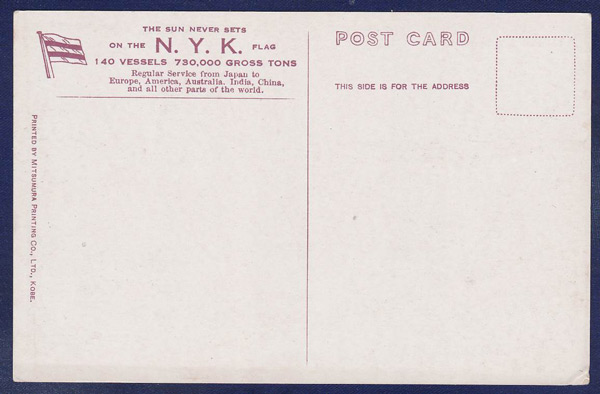 THE SUN NEVER SETS
ON THE N. Y. K. FLAG
140 VESSELS 730,000 GROSS TONS
Regular Service from Japan to
Europe, America, Australia, India, China,
and all other parts of the world.
POST CARD
THIS SIDE IS FOR THE ADDRESS
PRINTED BY MITSUMURA PRINTING CO., LTD., KOBE.